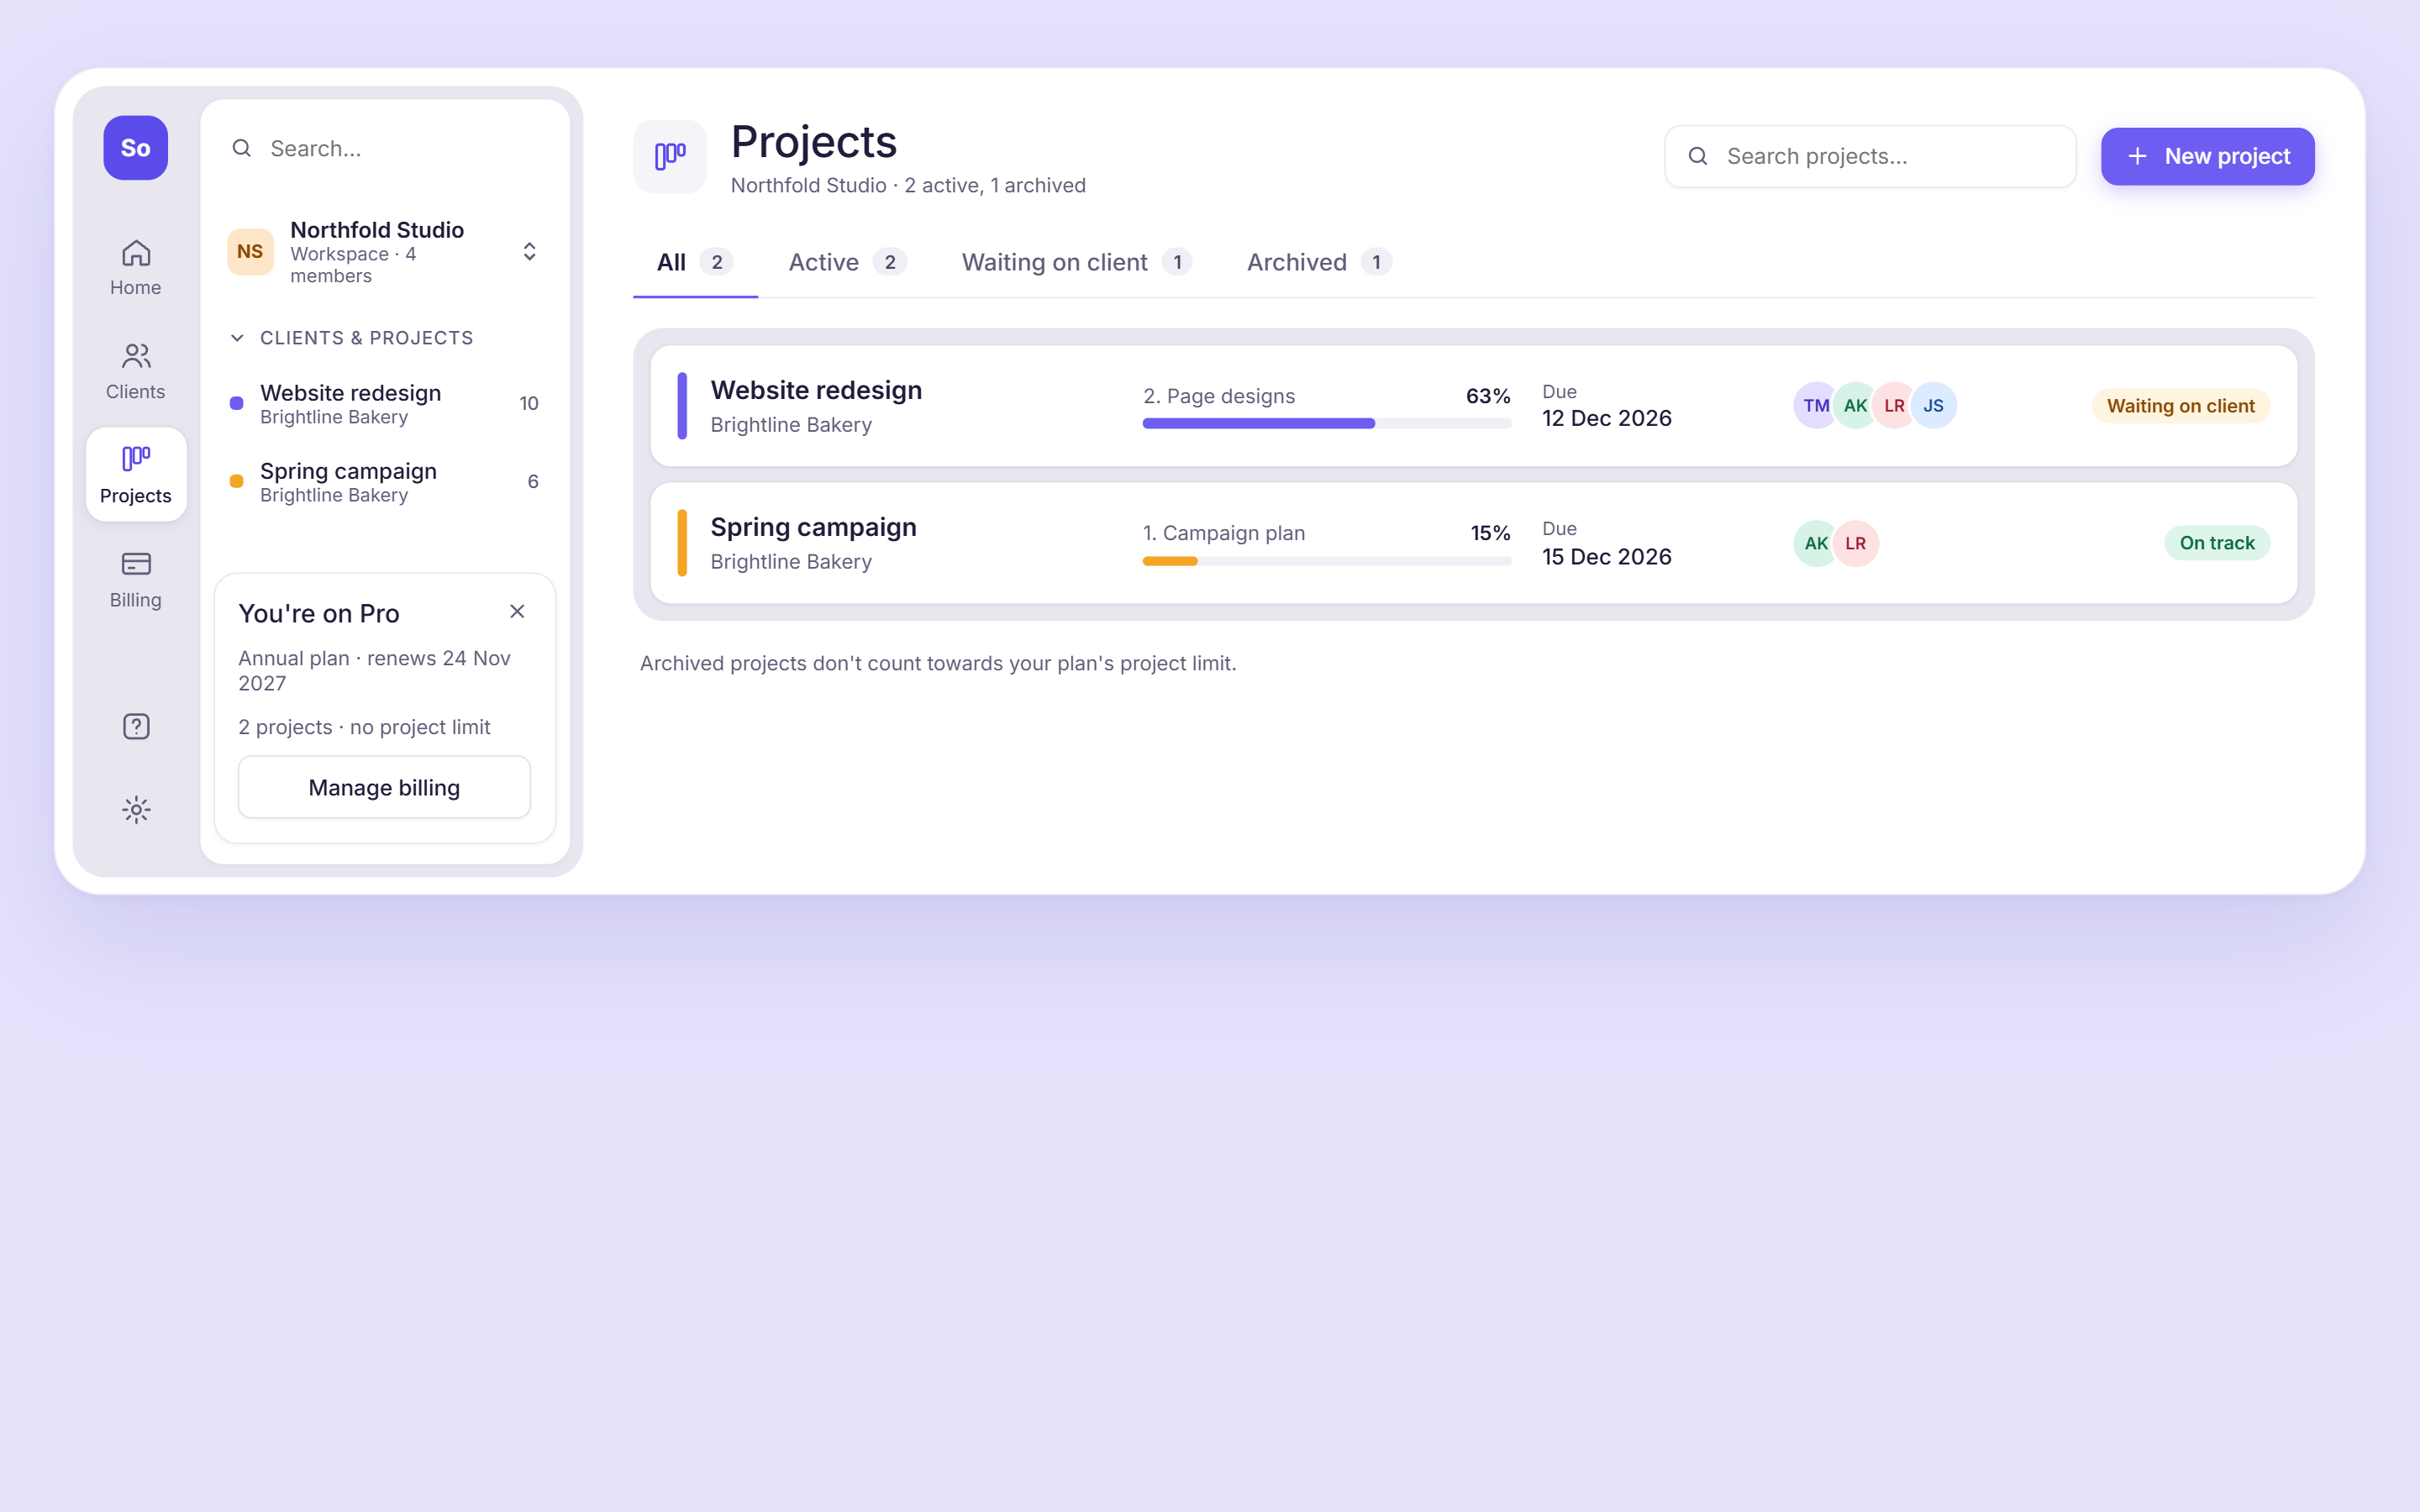 So
Home
Clients
Projects
Billing
Search...
NS
Northfold Studio
Workspace · 4
members
CLIENTS & PROJECTS
Website redesign
Brightline Bakery
10
Spring campaign
Brightline Bakery
6
You're on Pro
Annual plan · renews 24 Nov
2027
2 projects · no project limit
Manage billing
Projects
Northfold Studio · 2 active, 1 archived
Search projects...
New project
All 2
Active 2
Waiting on client 1
Archived 1
Website redesign
Brightline Bakery
2. Page designs 63%
Due
12 Dec 2026
TM AK LR JS
Waiting on client
Spring campaign
Brightline Bakery
1. Campaign plan 15%
Due
15 Dec 2026
AK LR
On track
Archived projects don't count towards your plan's project limit.